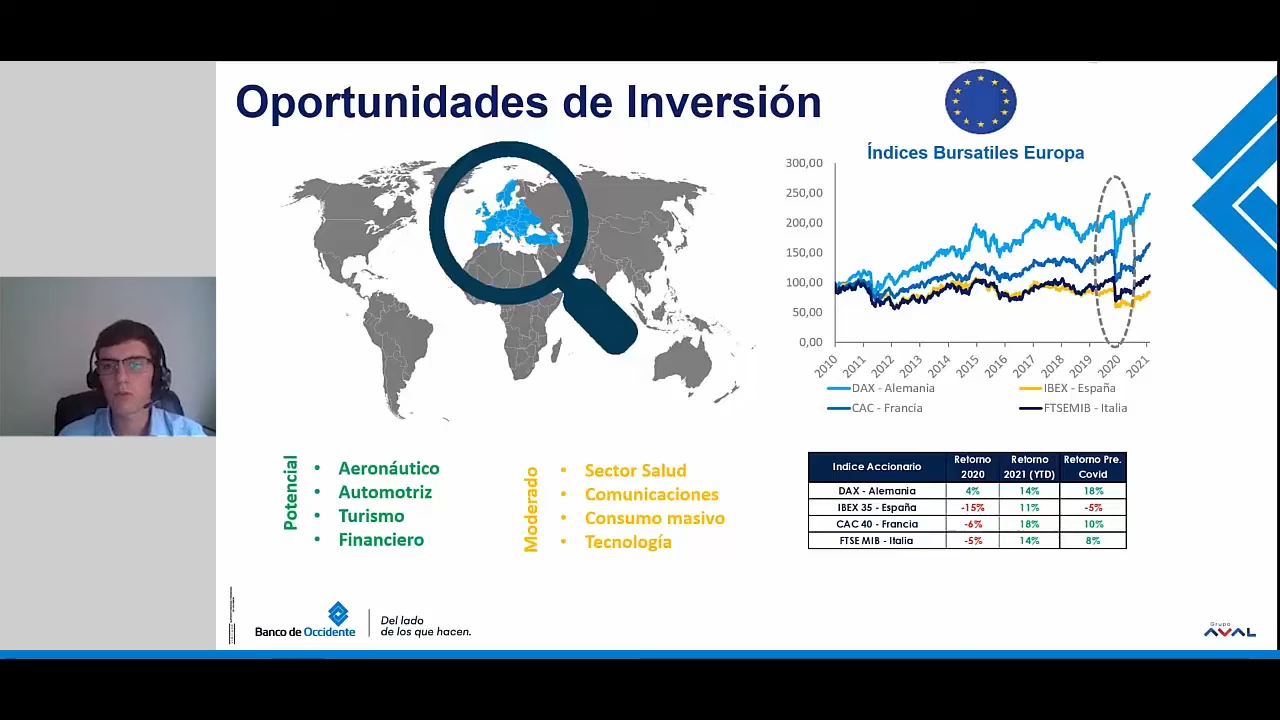 Oportunidades de Inversión
Índices Bursatiles Europa
300,00
250,00
200,00
150,00
100,00
50,00
0,00
2010 2011 2012 2013 2014 2015 2016 2017 2018 2019 2020 2021
DAX - Alemania
IBEX - España
CAC - Francia
FTSEMIB - Italia
Potencial
• Aeronáutico
• Automotriz
• Turismo
• Financiero
Moderado
• Sector Salud
• Comunicaciones
• Consumo masivo
• Tecnología
Indice Accionario Retorno 2020 Retorno 2021 (YTD) Retorno Pre. Covid
DAX - Alemania 4% 14% 18%
IBEX 35 - España -15% 11% -5%
CAC 40 - Francia -6% 18% 10%
FTSE MIB - Italia -5% 14% 8%
Banco de Occidente
Del lado
de los que hacen.
Grupo
AVAL